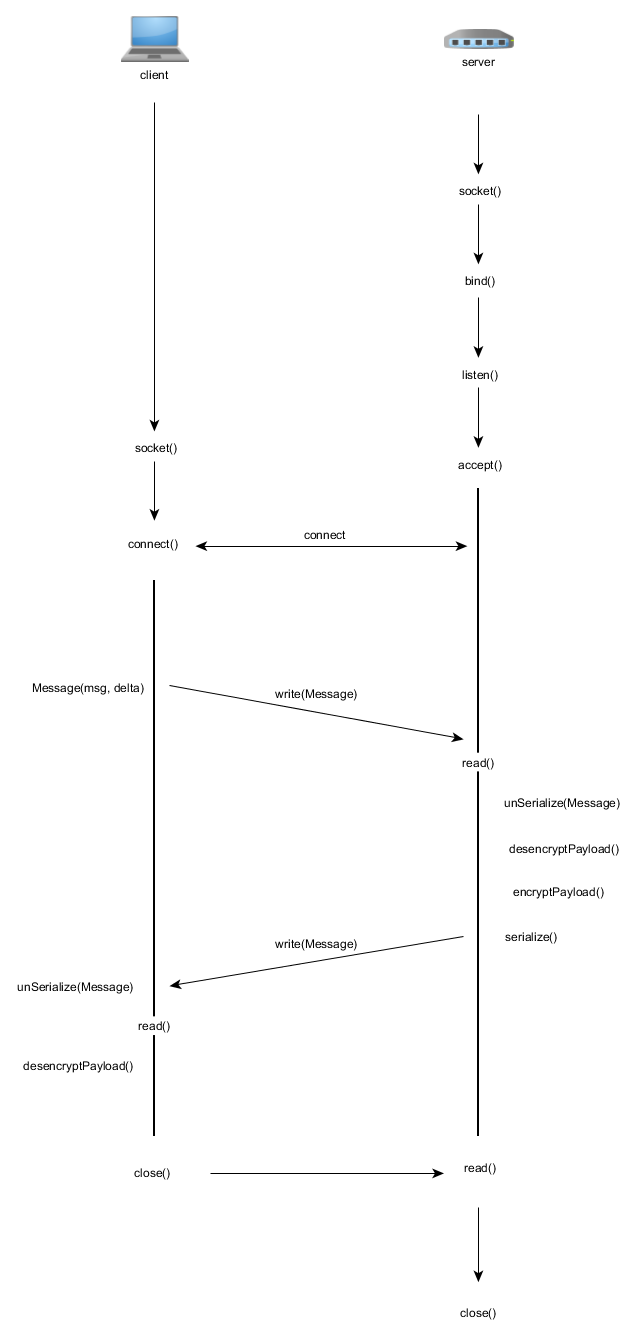 client
server
socket()
bind()
listen()
socket()
accept()
connect
connect()
Message(msg, delta)
write(Message)
read()
unSerialize(Message)
desencryptPayload()
encryptPayload()
serialize()
write(Message)
unSerialize(Message)
read()
desencryptPayload()
close()
read()
close()